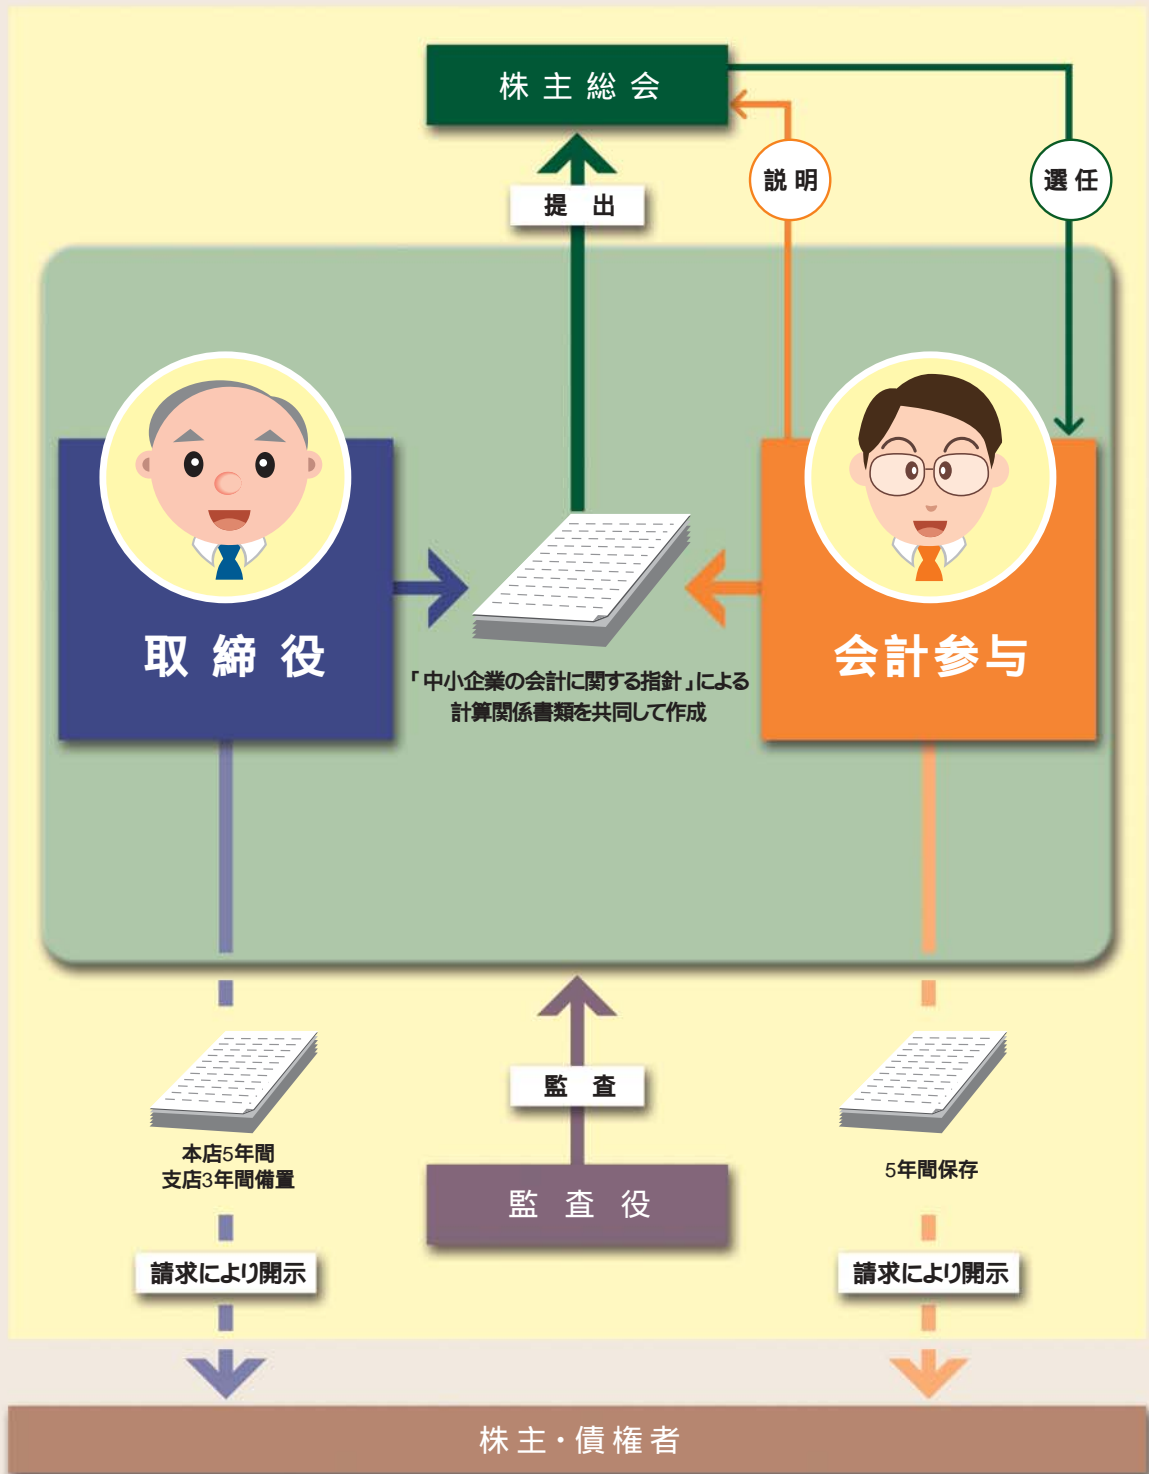 株主総会
提出
説明
選任
取締役
会計参与
「中小企業の会計に関する指針」による
計算関係書類を共同して作成
監査
本店5年間
支店3年間備置
5年間保存
監査役
請求により開示
請求により開示
株主・債権者